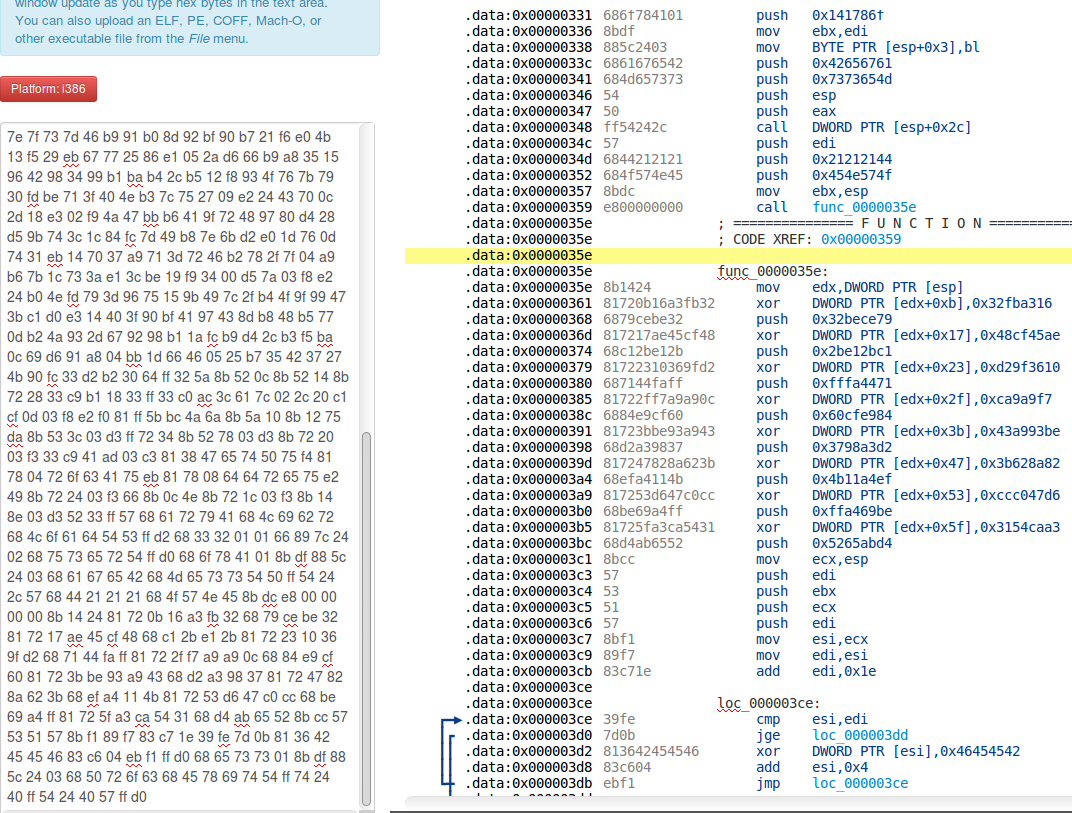 window update as you type hex bytes in the text area.
You can also upload an ELF, PE, COFF, Mach-O, or
other executable file from the File menu.
Platform: i386
7e 7f 73 7d 46 b9 91 b0 8d 92 bf 90 b7 21 f6 e0 4b
13 f5 29 eb 67 77 25 86 e1 05 2a d6 66 b9 a8 35 15
96 42 98 34 99 b1 ba b4 2c b5 12 f8 93 4f 76 7b 79
30 fd be 71 3f 40 4e b3 7c 75 27 09 e2 24 43 70 0c
2d 18 e3 02 f9 4a 47 bb b6 41 9f 72 48 97 80 d4 28
d5 9b 74 3c 1c 84 fc 7d 49 b8 7e 6b d2 e0 1d 76 0d
74 31 eb 14 70 37 a9 71 3d 72 46 b2 78 2f 7f 04 a9
b6 7b 1c 73 3a e1 3c be 19 f9 34 00 d5 7a 03 f8 e2
24 b0 4e fd 79 3d 96 75 15 9b 49 7c 2f b4 4f 9f 99 47
3b c1 d0 e3 14 40 3f 90 bf 41 97 43 8d b8 48 b5 77
0d b2 4a 93 2d 67 92 98 b1 1a fc b9 d4 2c b3 f5 ba
0c 69 d6 91 a8 04 bb 1d 66 46 05 25 b7 35 42 37 27
4b 90 fc 33 d2 b2 30 64 ff 32 5a 8b 52 0c 8b 52 14 8b
72 28 33 c9 b1 18 33 ff 33 c0 ac 3c 61 7c 02 2c 20 c1
cf 0d 03 f8 e2 f0 81 ff 5b bc 4a 6a 8b 5a 10 8b 12 75
da 8b 53 3c 03 d3 ff 72 34 8b 52 78 03 d3 8b 72 20
03 f3 33 c9 41 ad 03 c3 81 38 47 65 74 50 75 f4 81
78 04 72 6f 63 41 75 eb 81 78 08 64 64 72 65 75 e2
49 8b 72 24 03 f3 66 8b 0c 4e 8b 72 1c 03 f3 8b 14
8e 03 d3 52 33 ff 57 68 61 72 79 41 68 4c 69 62 72
68 4c 6f 61 64 54 53 ff d2 68 33 32 01 01 66 89 7c 24
02 68 75 73 65 72 54 ff d0 68 6f 78 41 01 8b df 88 5c
24 03 68 61 67 65 42 68 4d 65 73 73 54 50 ff 54 24
2c 57 68 44 21 21 21 68 4f 57 4e 45 8b dc e8 00 00
00 00 8b 14 24 81 72 0b 16 a3 fb 32 68 79 ce be 32
81 72 17 ae 45 cf 48 68 c1 2b e1 2b 81 72 23 10 36
9f d2 68 71 44 fa ff 81 72 2f f7 a9 a9 0c 68 84 e9 cf
60 81 72 3b be 93 a9 43 68 d2 a3 98 37 81 72 47 82
8a 62 3b 68 ef a4 11 4b 81 72 53 d6 47 c0 cc 68 be
69 a4 ff 81 72 5f a3 ca 54 31 68 d4 ab 65 52 8b cc 57
53 51 57 8b f1 89 f7 83 c7 1e 39 fe 7d 0b 81 36 42
45 45 46 83 c6 04 eb f1 ff d0 68 65 73 73 01 8b df 88
5c 24 03 68 50 72 6f 63 68 45 78 69 74 54 ff 74 24
40 ff 54 24 40 57 ff d0
.data:0x00000331 686f784101 push 0x141786f
.data:0x00000336 8bdf mov ebx,edi
.data:0x00000338 885c2403 mov BYTE PTR [esp+0x3],bl
.data:0x0000033c 6861676542 push 0x42656761
.data:0x00000341 684d657373 push 0x7373654d
.data:0x00000346 54 push esp
.data:0x00000347 50 push eax
.data:0x00000348 ff54242c call DWORD PTR [esp+0x2c]
.data:0x0000034c 57 push edi
.data:0x0000034d 6844212121 push 0x21212144
.data:0x00000352 684f574e45 push 0x454e574f
.data:0x00000357 8bdc mov ebx,esp
.data:0x00000359 e800000000 call func_0000035e
.data:0x0000035e ; =============== F U N C T I O N ===========
.data:0x0000035e ; CODE XREF: 0x00000359
.data:0x0000035e
.data:0x0000035e func_0000035e:
.data:0x0000035e 8b1424 mov edx,DWORD PTR [esp]
.data:0x00000361 81720b16a3fb32 xor DWORD PTR [edx+0xb],0x32fba316
.data:0x00000368 6879cebe32 push 0x32bece79
.data:0x0000036d 817217ae45cf48 xor DWORD PTR [edx+0x17],0x48cf45ae
.data:0x00000374 68c12be12b push 0x2be12bc1
.data:0x00000379 81722310369fd2 xor DWORD PTR [edx+0x23],0xd29f3610
.data:0x00000380 687144faff push 0xfffa4471
.data:0x00000385 81722ff7a9a90c xor DWORD PTR [edx+0x2f],0xca9a9f7
.data:0x0000038c 6884e9cf60 push 0x60cfe984
.data:0x00000391 81723bbe93a943 xor DWORD PTR [edx+0x3b],0x43a993be
.data:0x00000398 68d2a39837 push 0x3798a3d2
.data:0x0000039d 817247828a623b xor DWORD PTR [edx+0x47],0x3b628a82
.data:0x000003a4 68efa4114b push 0x4b11a4ef
.data:0x000003a9 817253d647c0cc xor DWORD PTR [edx+0x53],0xccc047d6
.data:0x000003b0 68be69a4ff push 0xffa469be
.data:0x000003b5 81725fa3ca5431 xor DWORD PTR [edx+0x5f],0x3154caa3
.data:0x000003bc 68d4ab6552 push 0x5265abd4
.data:0x000003c1 8bcc mov ecx,esp
.data:0x000003c3 57 push edi
.data:0x000003c4 53 push ebx
.data:0x000003c5 51 push ecx
.data:0x000003c6 57 push edi
.data:0x000003c7 8bf1 mov esi,ecx
.data:0x000003c9 89f7 mov edi,esi
.data:0x000003cb 83c71e add edi,0x1e
.data:0x000003ce
.data:0x000003ce loc_000003ce:
.data:0x000003ce 39fe cmp esi,edi
.data:0x000003d0 7d0b jge loc_000003dd
.data:0x000003d2 813642454546 xor DWORD PTR [esi],0x46454542
.data:0x000003d8 83c604 add esi,0x4
.data:0x000003db ebf1 jmp loc_000003ce